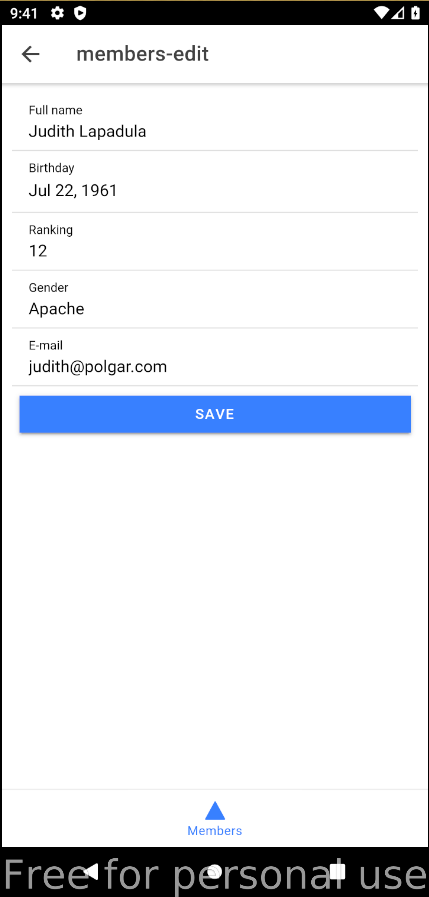 9:41
members-edit
Full name
Judith Lapadula
Birthday
Jul 22, 1961
Ranking
12
Gender
Apache
E-mail
judith@polgar.com
SAVE
Members
Free for personal use